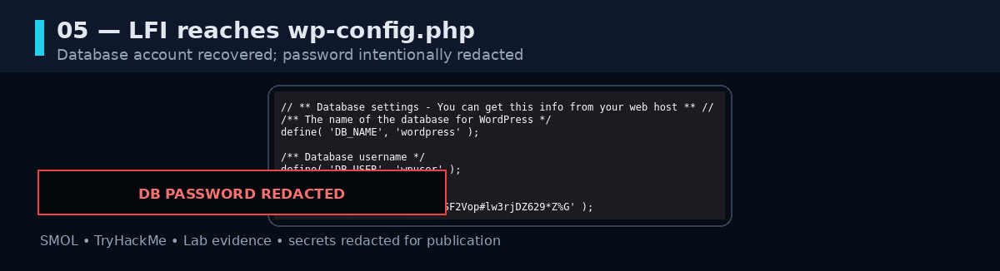 05 — LFI reaches wp-config.php
Database account recovered; password intentionally redacted
// ** Database settings - You can get this info from your web host ** //
/** The name of the database for WordPress */
define( 'DB_NAME', 'wordpress' );
/** Database username */
define( 'DB_USER', 'wpuser' );
DB PASSWORD REDACTED
SF2Vop#lw3rjDZ629*Z%G' );
SMOL • TryHackMe • Lab evidence • secrets redacted for publication